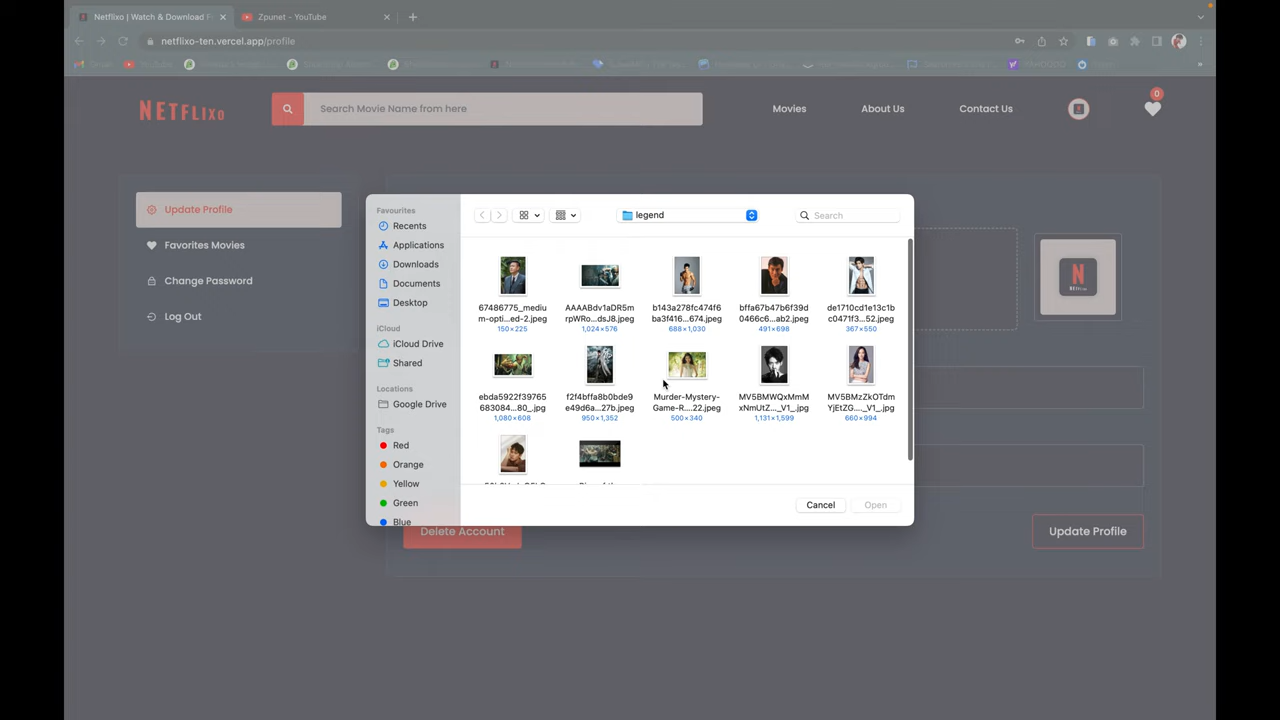 Netflixo | Watch & Download F
Zpunet - YouTube
netflixo-ten.vercel.app/profile
NETFLIXO
Search Movie Name from here
Movies
About Us
Contact Us
0
Update Profile
Favorites Movies
Change Password
Log Out
Favourites
Recents
Applications
Downloads
Documents
Desktop
iCloud
iCloud Drive
Shared
Locations
Google Drive
Tags
Red
Orange
Yellow
Green
Blue
legend
Search
67486775_mediu
m-opti...ed-2.jpeg
150×225
AAAABdv1aDR5m
rpWRo...dsJ8.jpeg
1,024×576
b143a278fc474f6
ba3f416...674.jpeg
688×1,030
bffa67b47b6f39d
0466c6...ab2.jpeg
491×698
de1710cd1e13c1b
c0471f3...52.jpeg
367×550
ebda5922f39765
683084...80_.jpg
1,080×608
f2f4bffa8b0bde9
e49d6a...27b.jpeg
950×1,352
Murder-Mystery-
Game-R....22.jpeg
500×340
MV5BMWQxMmM
xNmUtZ..._V1_.jpg
1,131×1,599
MV5BMzZkOTdm
YjEtZG...._V1_.jpg
660×994
Cancel
Open
Delete Account
Update Profile